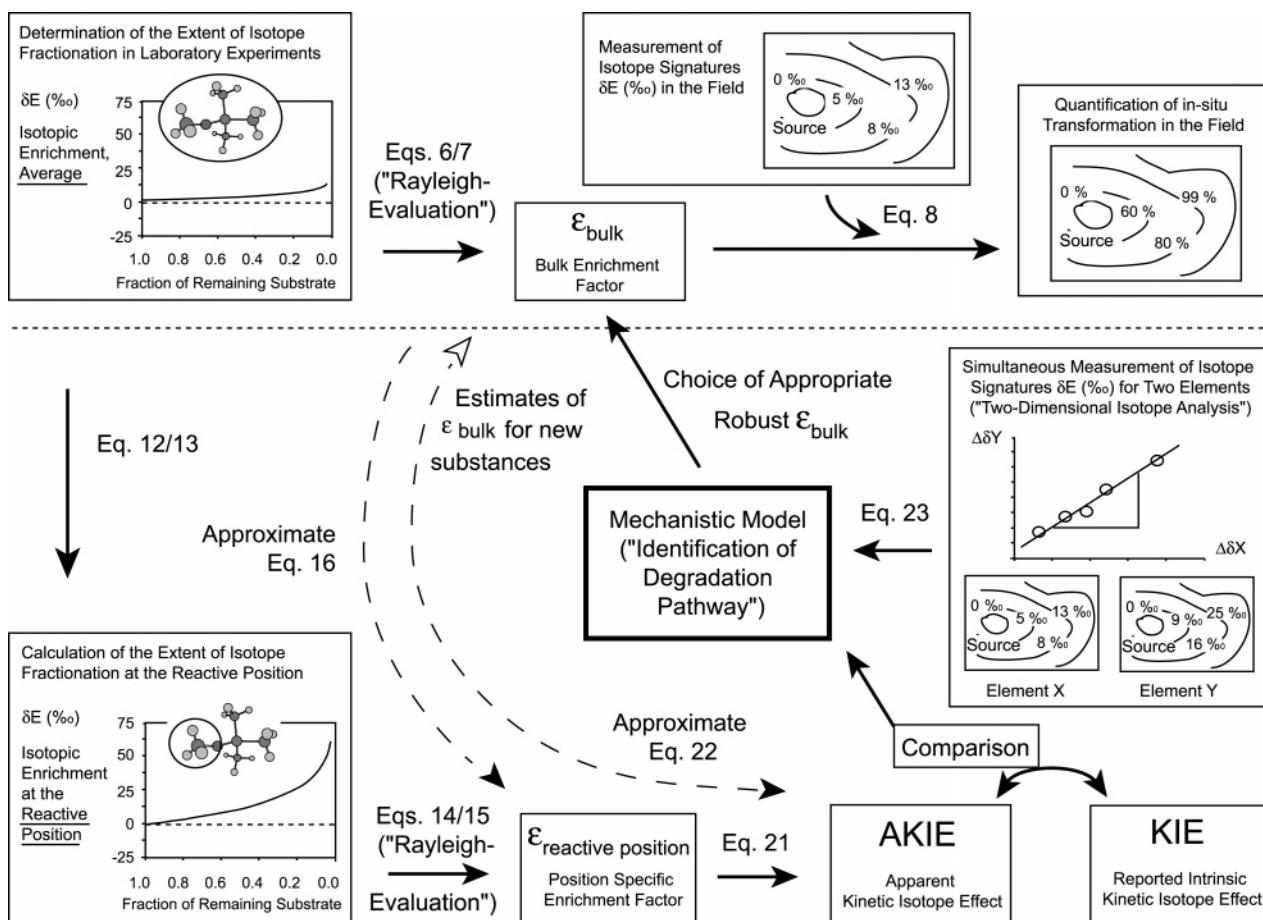 Determination of the Extent of Isotope
Fractionation in Laboratory Experiments
δE (‰)
Isotopic
Enrichment,
Average
75
50
25
0
-25
1.0 0.8 0.6 0.4 0.2 0.0
Fraction of Remaining Substrate
Eqs. 6/7
("Rayleigh-
Evaluation")
εbulk
Bulk Enrichment
Factor
Measurement of
Isotope Signatures
δE (‰) in the Field
0 ‰
5 ‰
13 ‰
Source
8 ‰
Eq. 8
Quantification of in-situ
Transformation in the Field
0 %
60 %
99 %
Source
80 %
Eq. 12/13
Estimates of
ε bulk for new
substances
Approximate
Eq. 16
Choice of Appropriate
Robust εbulk
Mechanistic Model
("Identification of
Degradation
Pathway")
Eq. 23
Simultaneous Measurement of Isotope
Signatures δE (‰) for Two Elements
("Two-Dimensional Isotope Analysis")
ΔδY
ΔδX
0 ‰
5 ‰
13 ‰
Source
8 ‰
Element X
0 ‰
9 ‰
25 ‰
Source
16 ‰
Element Y
Calculation of the Extent of Isotope
Fractionation at the Reactive Position
δE (‰)
Isotopic
Enrichment
at the
Reactive
Position
75
50
25
0
-25
1.0 0.8 0.6 0.4 0.2 0.0
Fraction of Remaining Substrate
Eqs. 14/15
("Rayleigh-
Evaluation")
εreactive position
Position Specific
Enrichment Factor
Eq. 21
Approximate
Eq. 22
Comparison
AKIE
Apparent
Kinetic Isotope Effect
KIE
Reported Intrinsic
Kinetic Isotope Effect